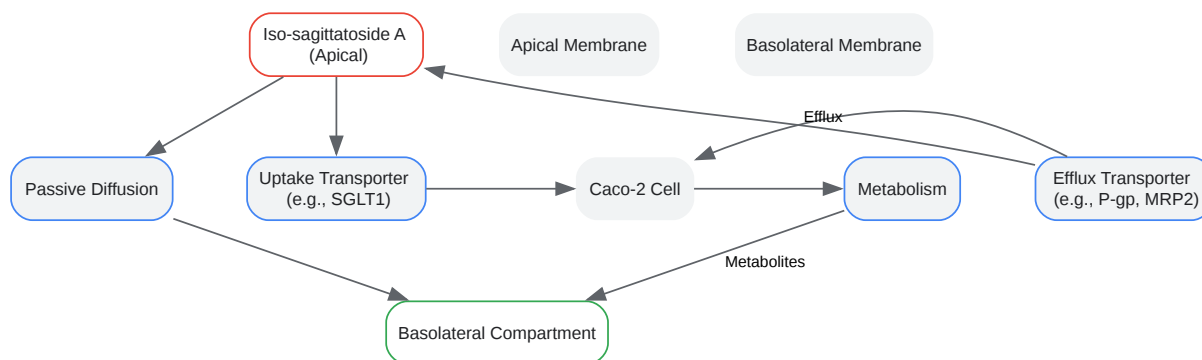 Iso-sagittatoside A
(Apical)
Apical Membrane
Basolateral Membrane
Efflux
Passive Diffusion
Uptake Transporter
(e.g., SGLT1)
Caco-2 Cell
Metabolism
Efflux Transporter
(e.g., P-gp, MRP2)
Metabolites
Basolateral Compartment